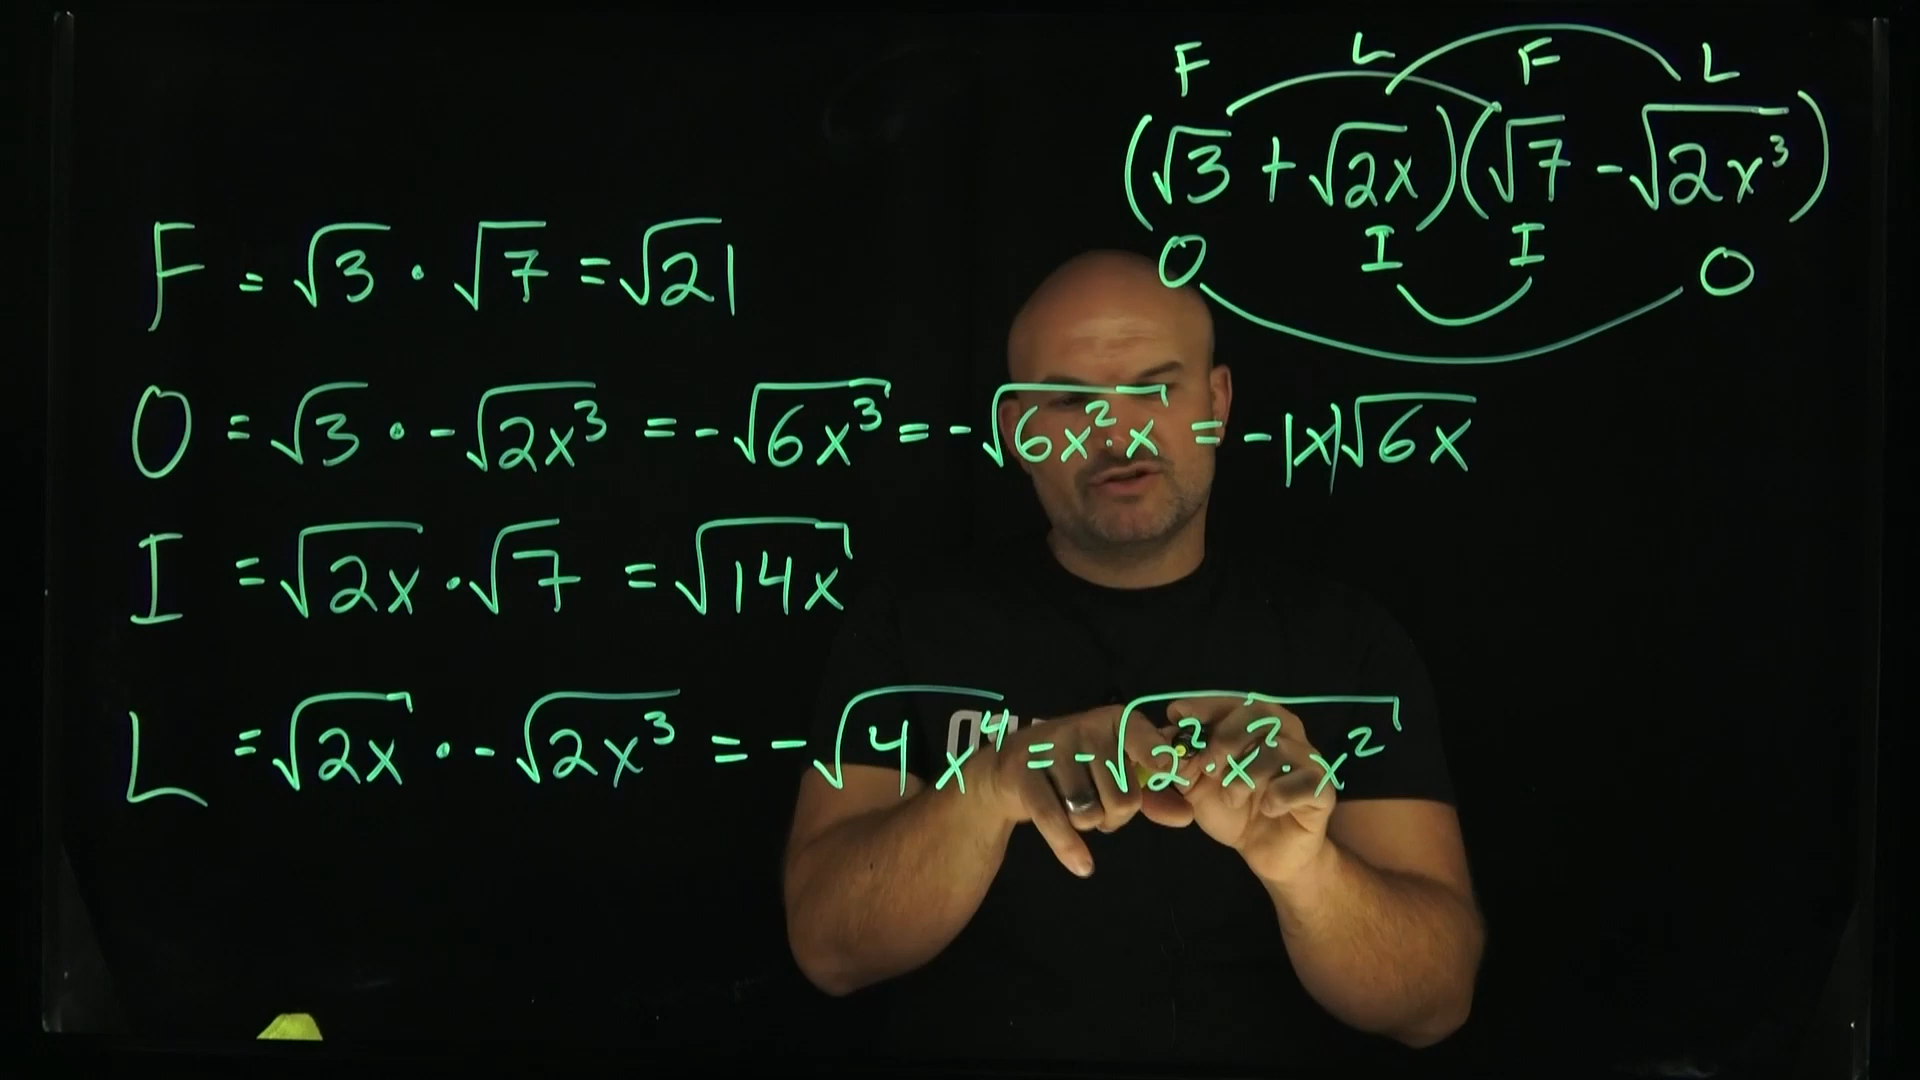 F L F L
(√3 + √2x)(√7 - √2x³)
O I I O
F = √3 · √7 = √21
O = √3 · -√2x³ = -√6x³ = -√6x²·x = -|x|√6x
I = √2x · √7 = √14x
L = √2x · -√2x³ = -√4x⁴ = -√2²·x²·x²